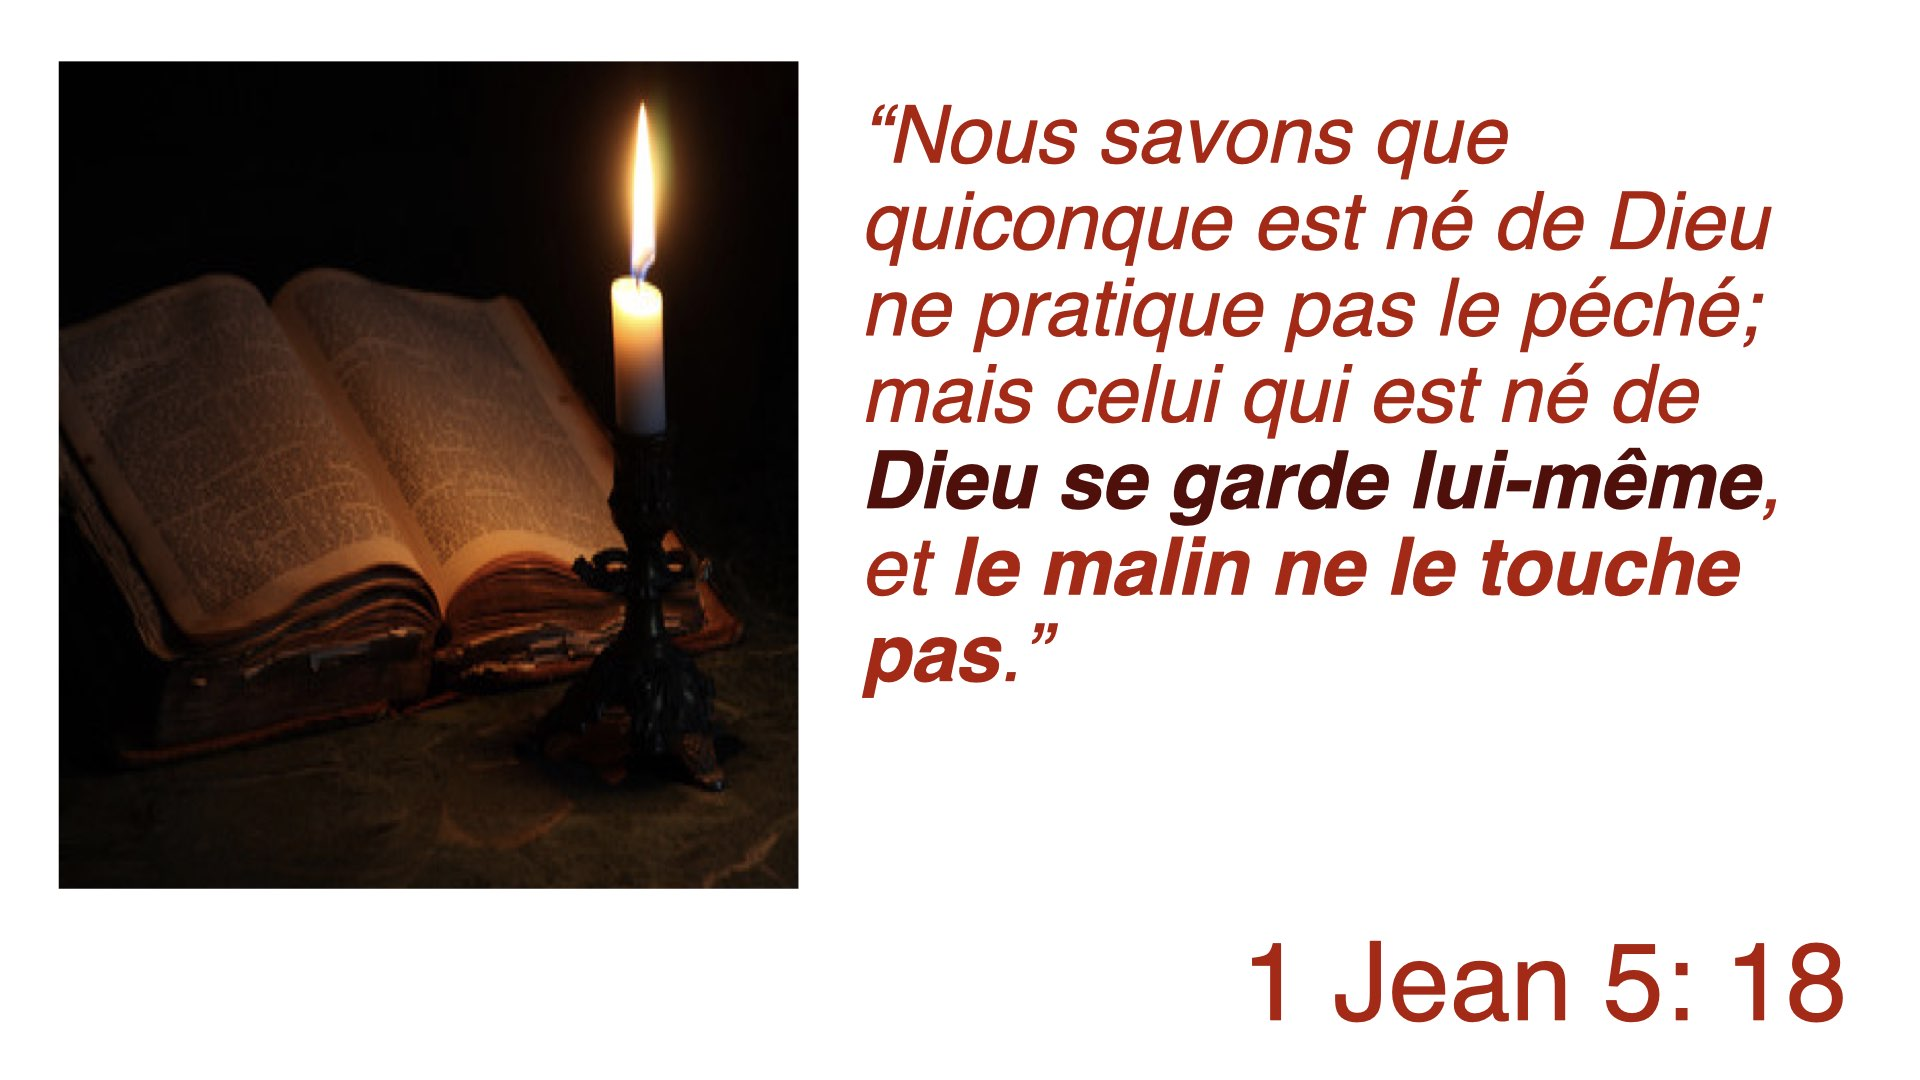 “Nous savons que
quiconque est né de Dieu
ne pratique pas le péché;
mais celui qui est né de
Dieu se garde lui-même,
et le malin ne le touche
pas.”
1 Jean 5: 18